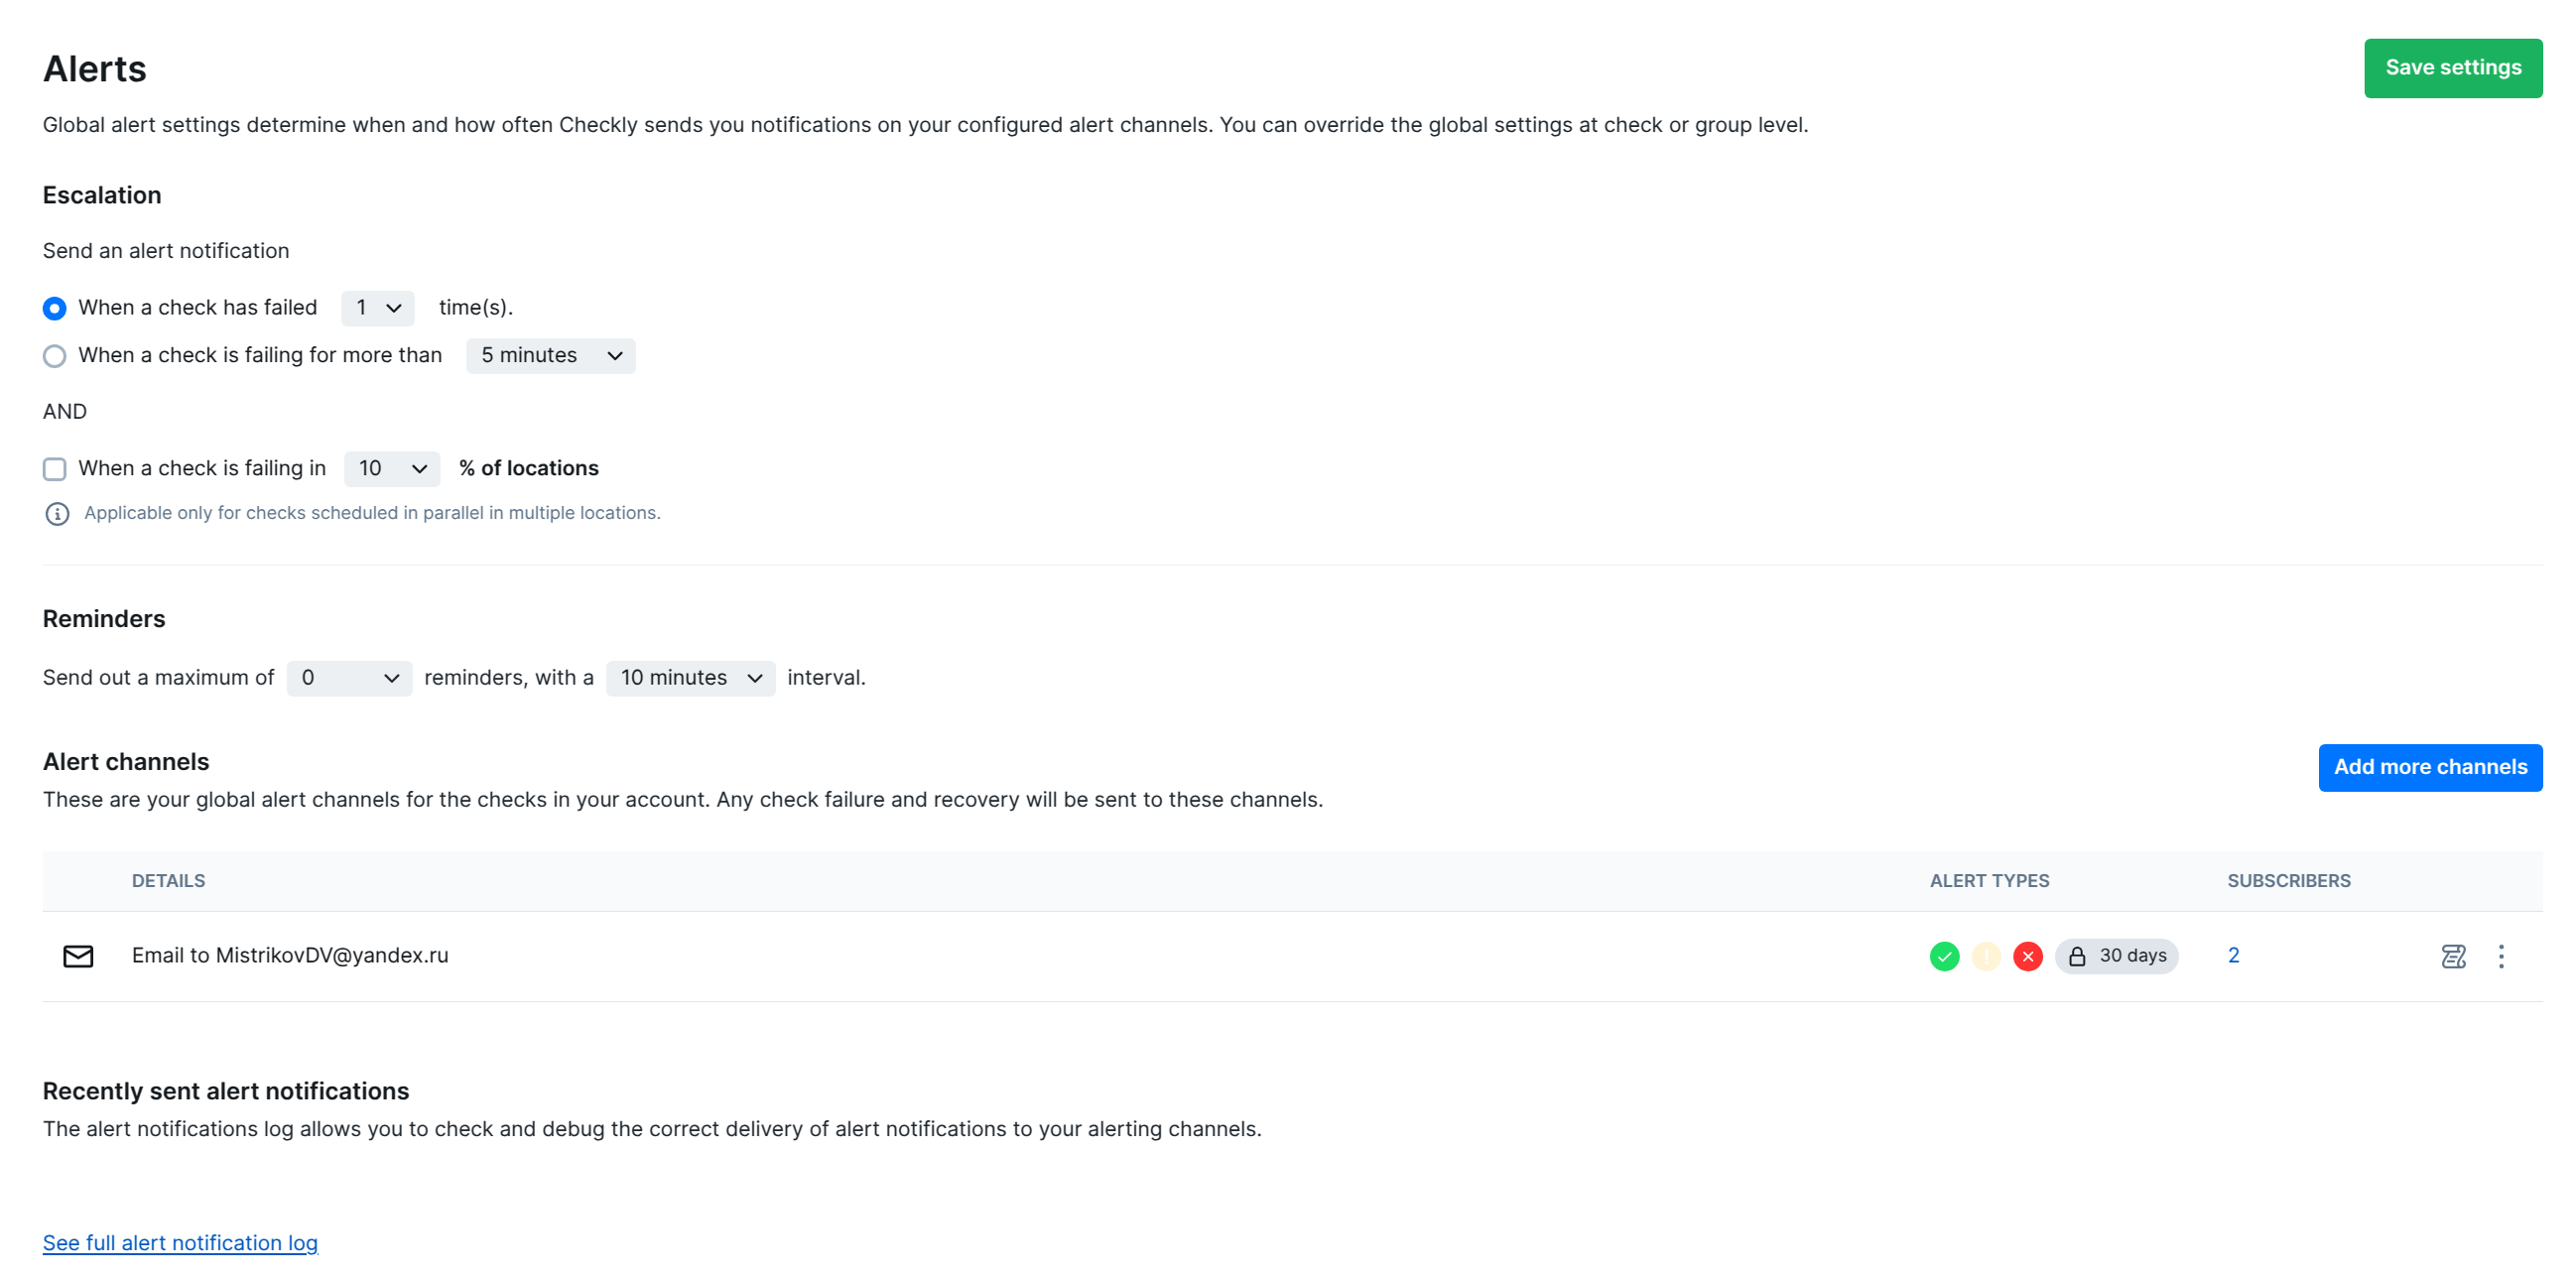 Alerts
Save settings
Global alert settings determine when and how often Checkly sends you notifications on your configured alert channels. You can override the global settings at check or group level.
Escalation
Send an alert notification
When a check has failed 1 time(s).
When a check is failing for more than 5 minutes
AND
When a check is failing in 10 % of locations
Applicable only for checks scheduled in parallel in multiple locations.
Reminders
Send out a maximum of 0 reminders, with a 10 minutes interval.
Alert channels
Add more channels
These are your global alert channels for the checks in your account. Any check failure and recovery will be sent to these channels.
DETAILS ALERT TYPES SUBSCRIBERS
Email to MistrikovDV@yandex.ru 30 days 2
Recently sent alert notifications
The alert notifications log allows you to check and debug the correct delivery of alert notifications to your alerting channels.
See full alert notification log